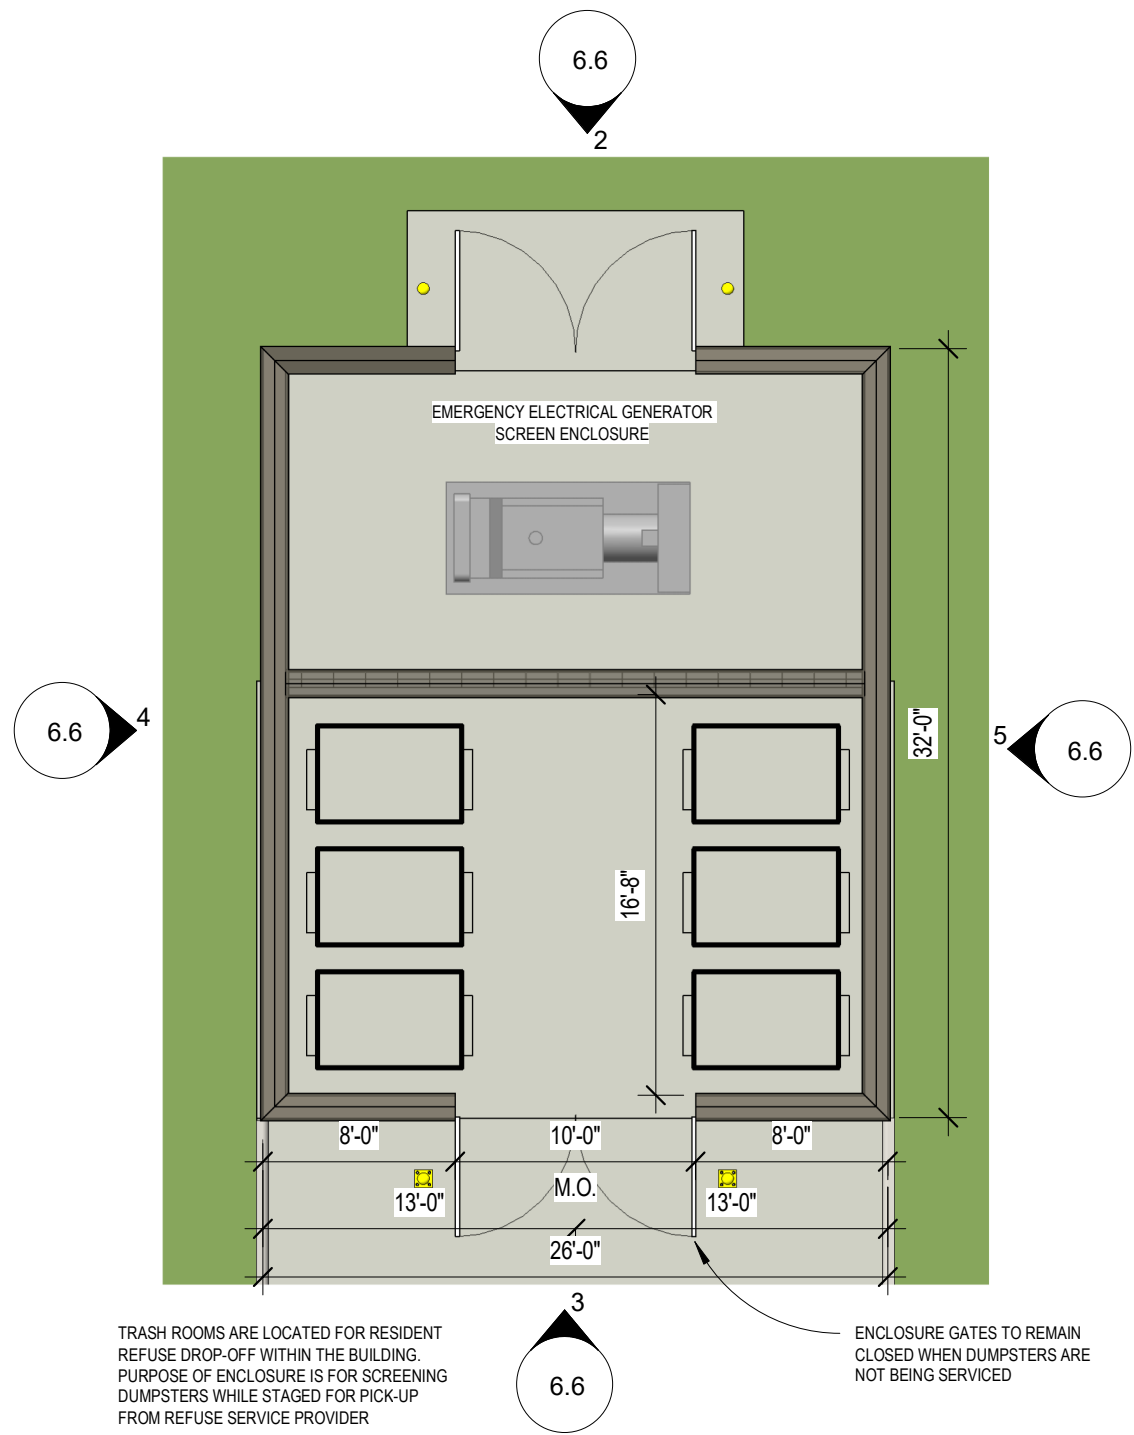 6.6
2
EMERGENCY ELECTRICAL GENERATOR
SCREEN ENCLOSURE
6.6
4
5
6.6
32'-0"
16'-8"
8'-0"
10'-0"
8'-0"
M.O.
13'-0"
13'-0"
26'-0"
3
6.6
TRASH ROOMS ARE LOCATED FOR RESIDENT
REFUSE DROP-OFF WITHIN THE BUILDING.
PURPOSE OF ENCLOSURE IS FOR SCREENING
DUMPSTERS WHILE STAGED FOR PICK-UP
FROM REFUSE SERVICE PROVIDER
ENCLOSURE GATES TO REMAIN
CLOSED WHEN DUMPSTERS ARE
NOT BEING SERVICED